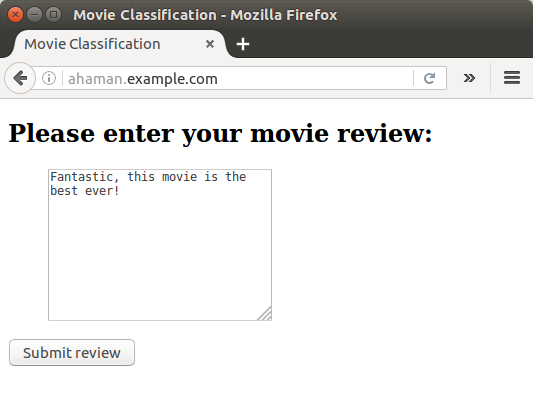 Movie Classification - Mozilla Firefox
Movie Classification
ahaman.example.com
Please enter your movie review:
Fantastic, this movie is the
best ever!
Submit review